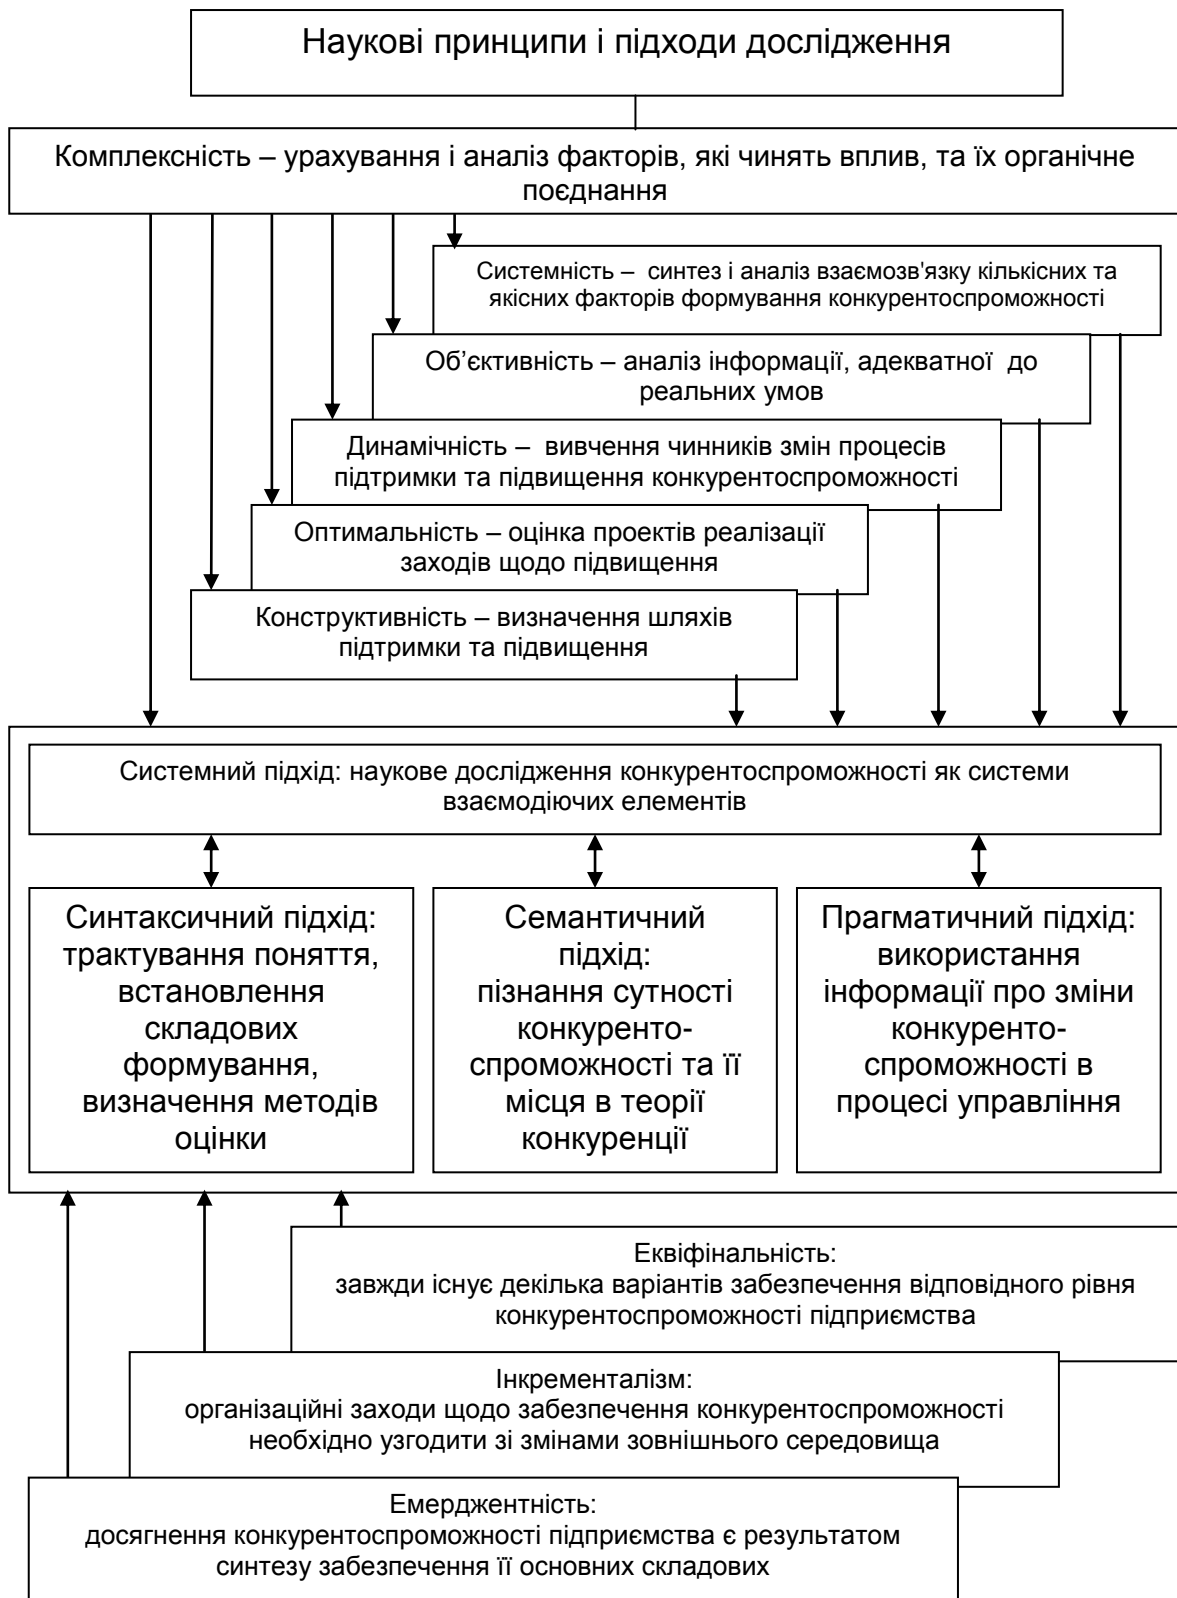 Наукові принципи і підходи дослідження
Комплексність – урахування і аналіз факторів, які чинять вплив, та їх органічне
поєднання
Системність – синтез і аналіз взаємозв'язку кількісних та
якісних факторів формування конкурентоспроможності
Об’єктивність – аналіз інформації, адекватної до
реальних умов
Динамічність – вивчення чинників змін процесів
підтримки та підвищення конкурентоспроможності
Оптимальність – оцінка проектів реалізації
заходів щодо підвищення
Конструктивність – визначення шляхів
підтримки та підвищення
Системний підхід: наукове дослідження конкурентоспроможності як системи
взаємодіючих елементів
Синтаксичний підхід:
трактування поняття,
встановлення
складових
формування,
визначення методів
оцінки
Семантичний
підхід:
пізнання сутності
конкуренто-
спроможності та її
місця в теорії
конкуренції
Прагматичний підхід:
використання
інформації про зміни
конкуренто-
спроможності в
процесі управління
Еквіфінальність:
завжди існує декілька варіантів забезпечення відповідного рівня
конкурентоспроможності підприємства
Інкременталізм:
організаційні заходи щодо забезпечення конкурентоспроможності
необхідно узгодити зі змінами зовнішнього середовища
Емерджентність:
досягнення конкурентоспроможності підприємства є результатом
синтезу забезпечення її основних складових